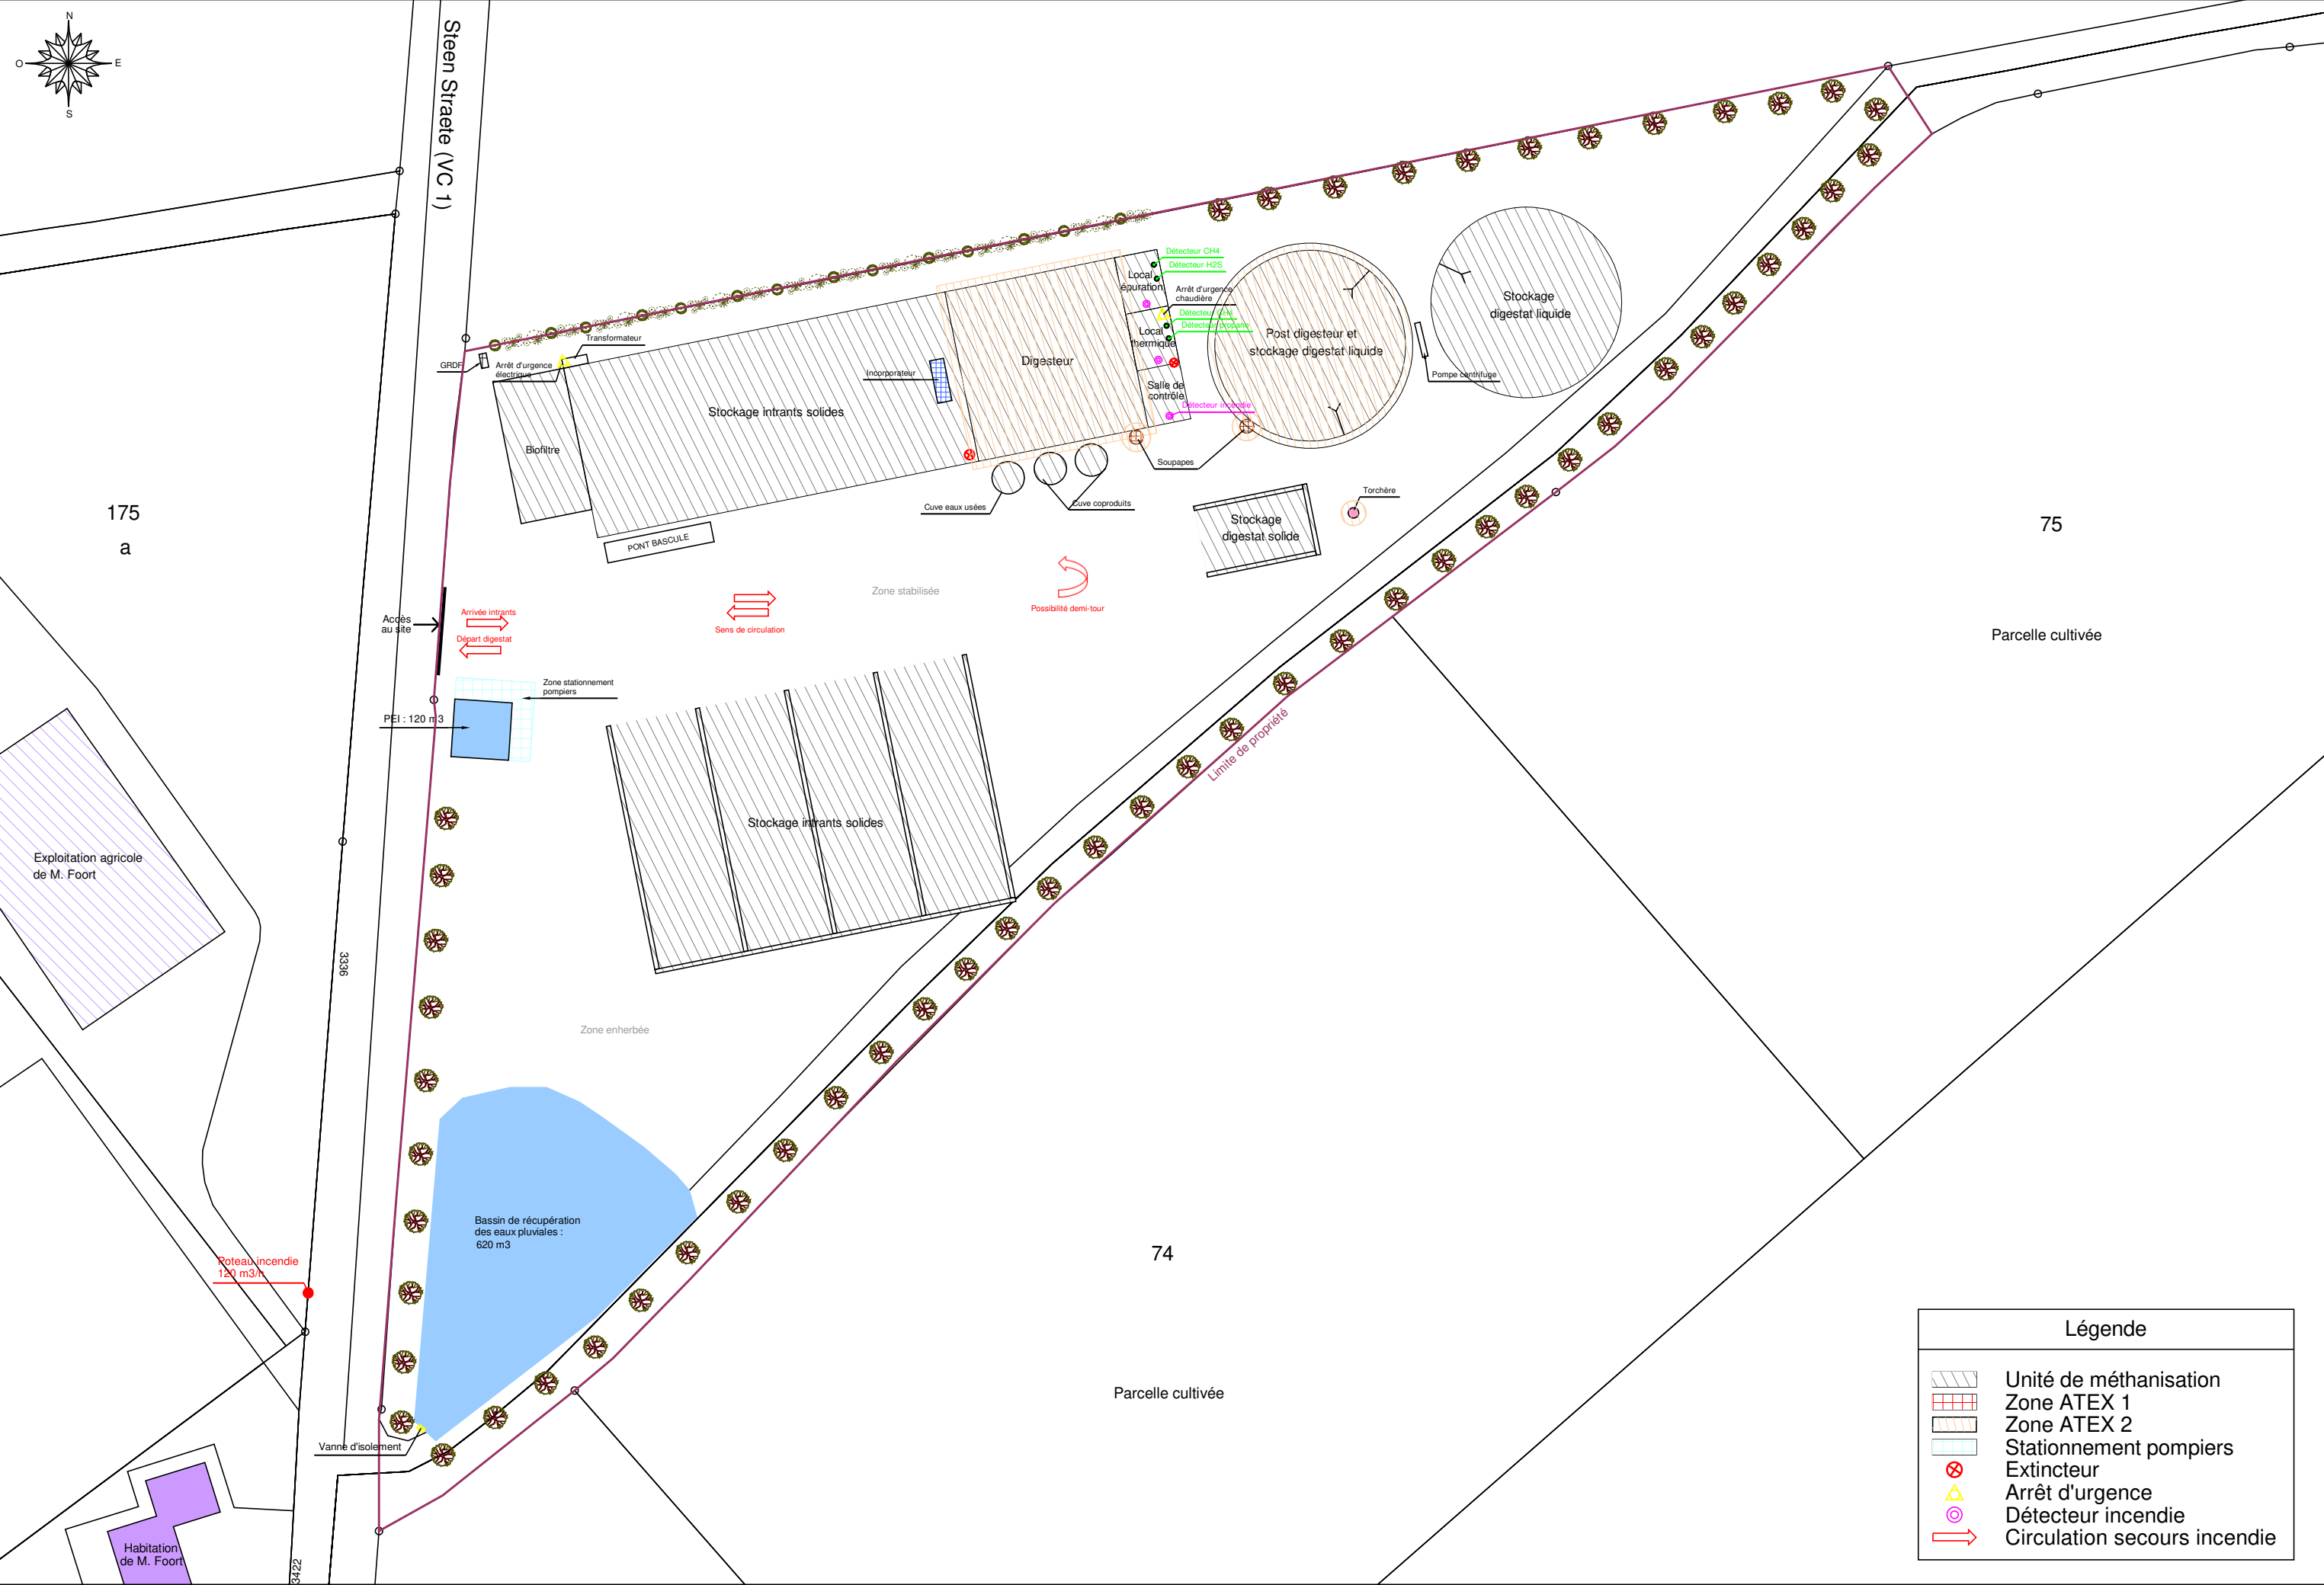 N
O
E
S
Steen Straete (VC 1)
Détecteur CH4
Détecteur H2S
Local
épuration
Arrêt d'urgence
chaudière
Détecteur CH4
Détecteur propane
Local
thermique
Salle de
contrôle
Détecteur incendie
Post digesteur et
stockage digestat liquide
Stockage
digestat liquide
Pompe centrifuge
Transformateur
GRDF
Arrêt d'urgence
électrique
Incorporateur
Digesteur
Stockage intrants solides
Biofiltre
Soupapes
Cuve eaux usées
Cuve coproduits
Torchère
Stockage
digestat solide
PONT BASCULE
175
a
75
Parcelle cultivée
Zone stabilisée
Possibilité demi-tour
Sens de circulation
Accès
au site
Arrivée intrants
Départ digestat
Zone stationnement
pompiers
PEI : 120 m3
Limite de propriété
Stockage intrants solides
Exploitation agricole
de M. Foort
3336
Zone enherbée
Bassin de récupération
des eaux pluviales :
620 m3
Poteau incendie
120 m3/h
74
Parcelle cultivée
Vanne d'isolement
Habitation
de M. Foort
3422
Légende
Unité de méthanisation
Zone ATEX 1
Zone ATEX 2
Stationnement pompiers
Extincteur
Arrêt d'urgence
Détecteur incendie
Circulation secours incendie